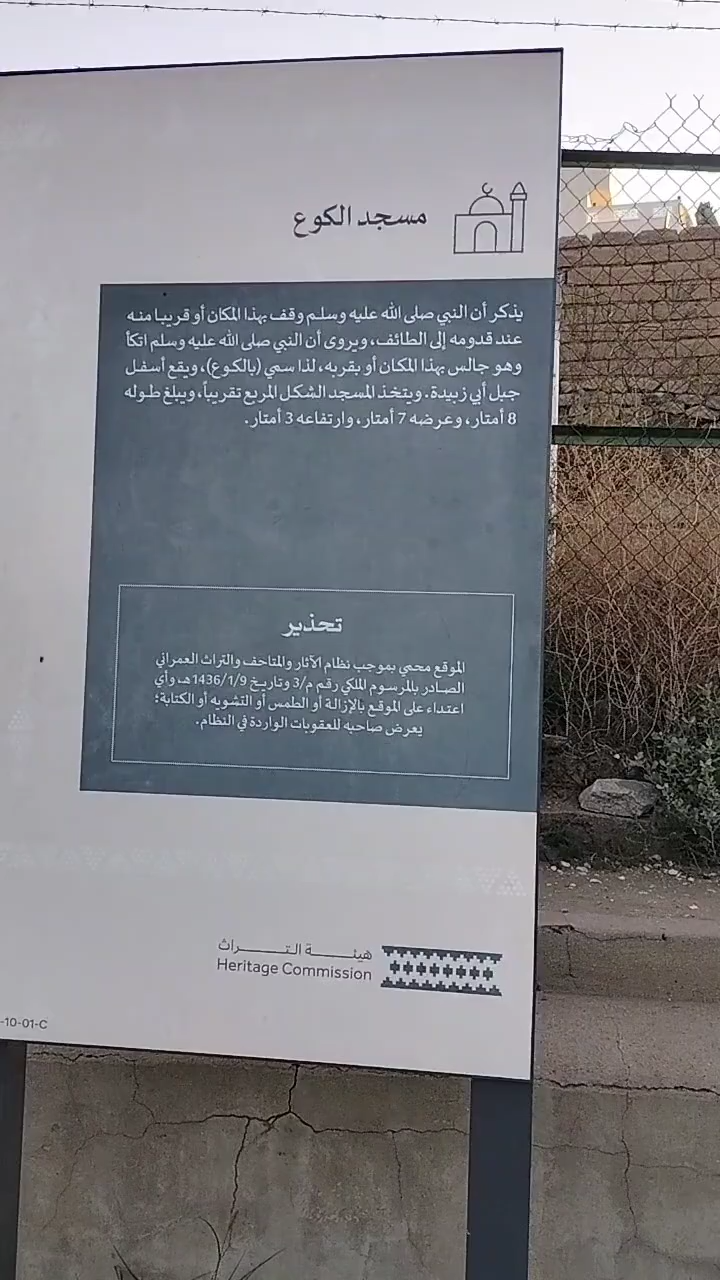 مسجد الكوع
يذكر أن النبي صلى الله عليه وسلم وقف بهذا المكان أو قريبا منه
عند قدومه إلى الطائف، ويروى أن النبي صلى الله عليه وسلم اتكأ
وهو جالس بهذا المكان أو بقربه، لذا سمي (بالكوع)، ويقع أسفل
جبل أبي زبيدة. ويتخذ المسجد الشكل المربع تقريباً، ويبلغ طوله
8 أمتار، وعرضه 7 أمتار، وارتفاعه 3 أمتار.
تحذير
الموقع محمي بموجب نظام الآثار والمتاحف والتراث العمراني
الصادر بالمرسوم الملكي رقم م/3 وتاريخ 1436/1/9هـ، وأي
اعتداء على الموقع بالإزالة أو الطمس أو التشويه أو الكتابة؛
يعرض صاحبه للعقوبات الواردة في النظام.
هيئـــة التـــراث
Heritage Commission
-10-01-C